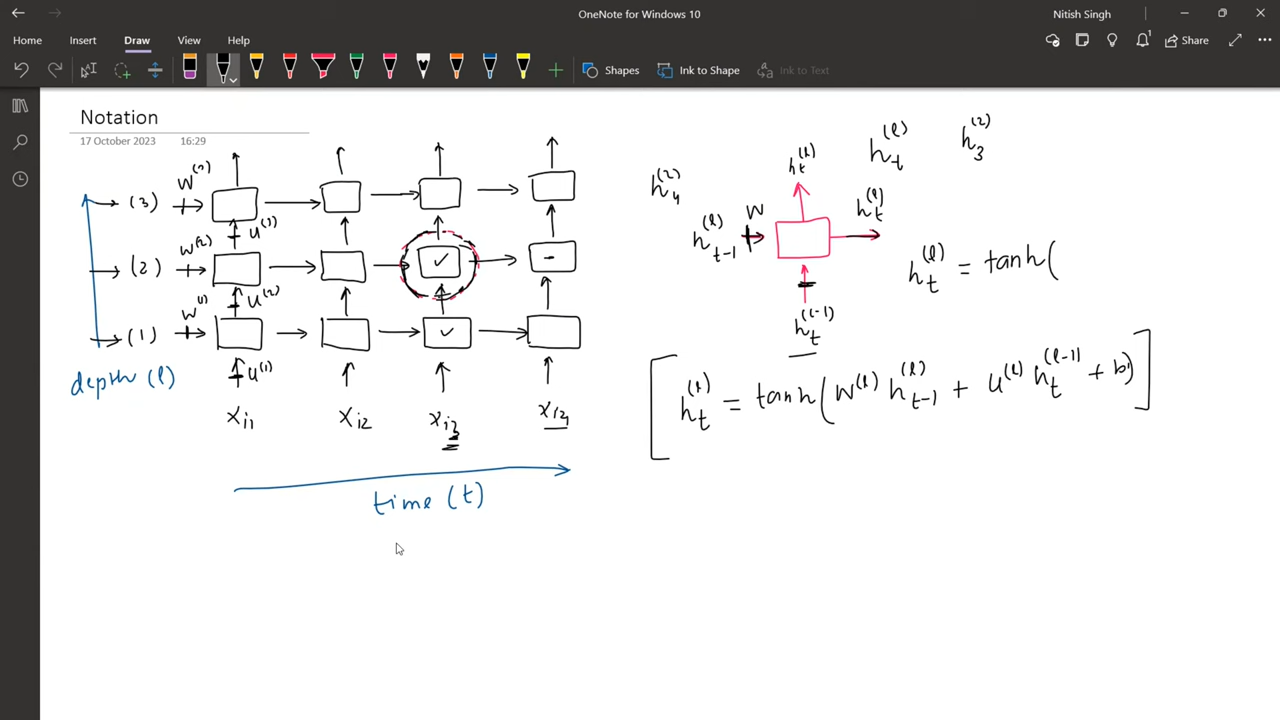 OneNote for Windows 10
Nitish Singh
Home Insert Draw View Help
Share
Shapes
Ink to Shape
Ink to Text
Notation
17 October 2023 16:29
(3) W^(3)
U^(3)
(2) W^(2)
U^(2)
(1) W^(1)
U^(1)
depth (l)
x_i1 x_i2 x_i3 x_i4
time (t)
h_4^(2)
h_t^(l)
h_t^(l)
h_3^(2)
W
h_t-1^(l)
h_t^(l)
h_t^(l-1)
h_t^(l) = tanh(
h_t^(l) = tanh(W^(l) h_t-1^(l) + U^(l) h_t^(l-1) + b^l)